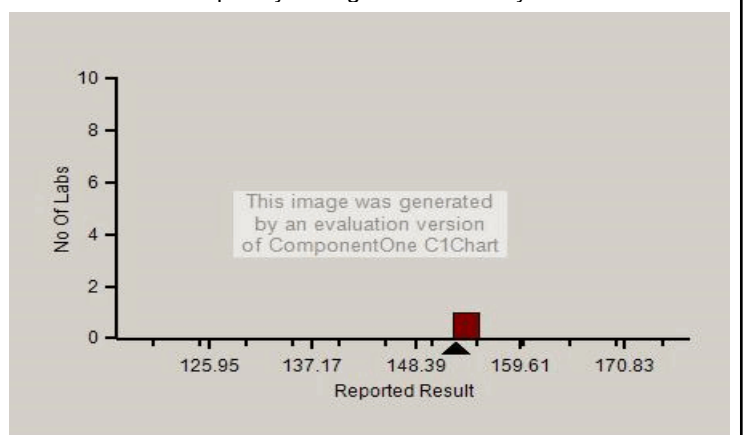 10
8
6
4
2
0
No Of Labs
This image was generated
by an evaluation version
of ComponentOne C1Chart
125.95 137.17 148.39 159.61 170.83
Reported Result